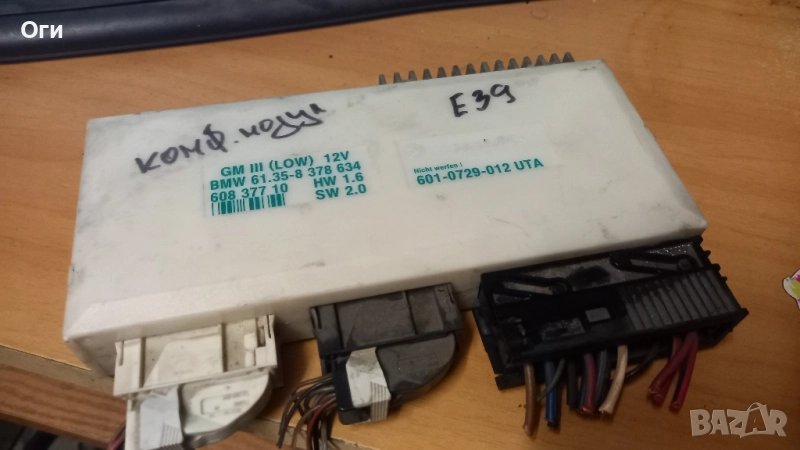 Оги
комф. модул
E39
GM III (LOW) 12V
BMW 61.35-8 378 634
608 377 10 HW 1.6
SW 2.0
Nicht werfen !
601-0729-012 UTA
BAZAR